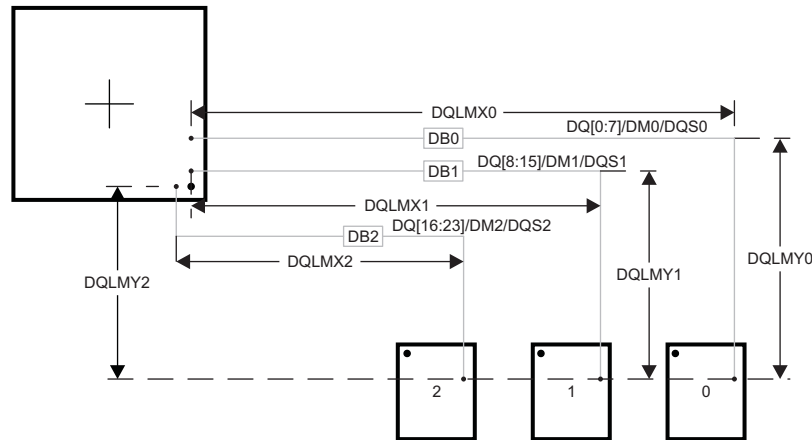 DQLMX0
DQ[0:7]/DM0/DQS0
DB0
DQ[8:15]/DM1/DQS1
DB1
DQLMX1
DQ[16:23]/DM2/DQS2
DB2
DQLMX2
DQLMY0
DQLMY1
DQLMY2
2
1
0